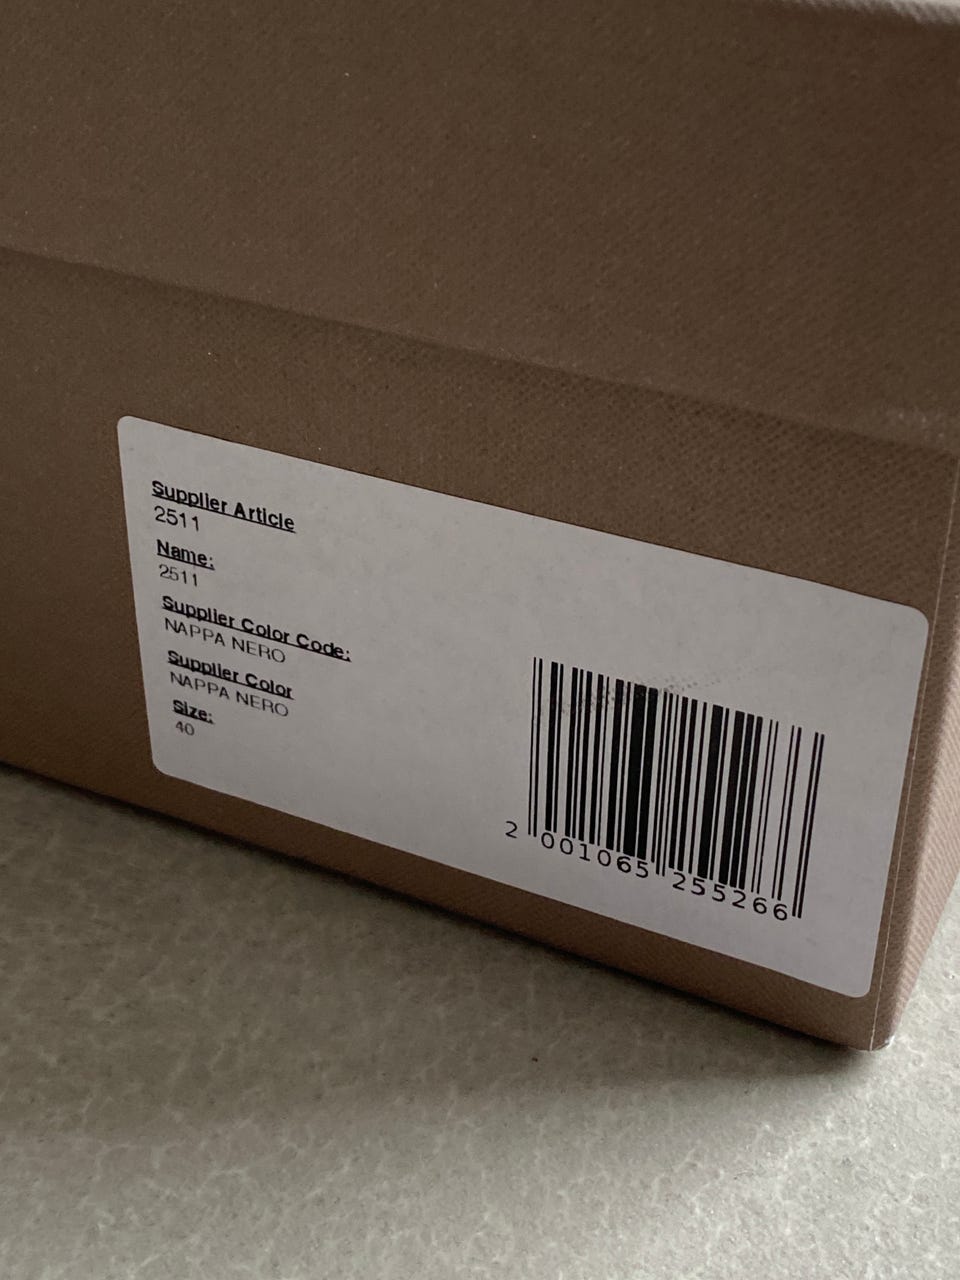 Supplier Article
2511
Name:
2511
Supplier Color Code:
NAPPA NERO
Supplier Color
NAPPA NERO
Size:
40
2 001065 255266